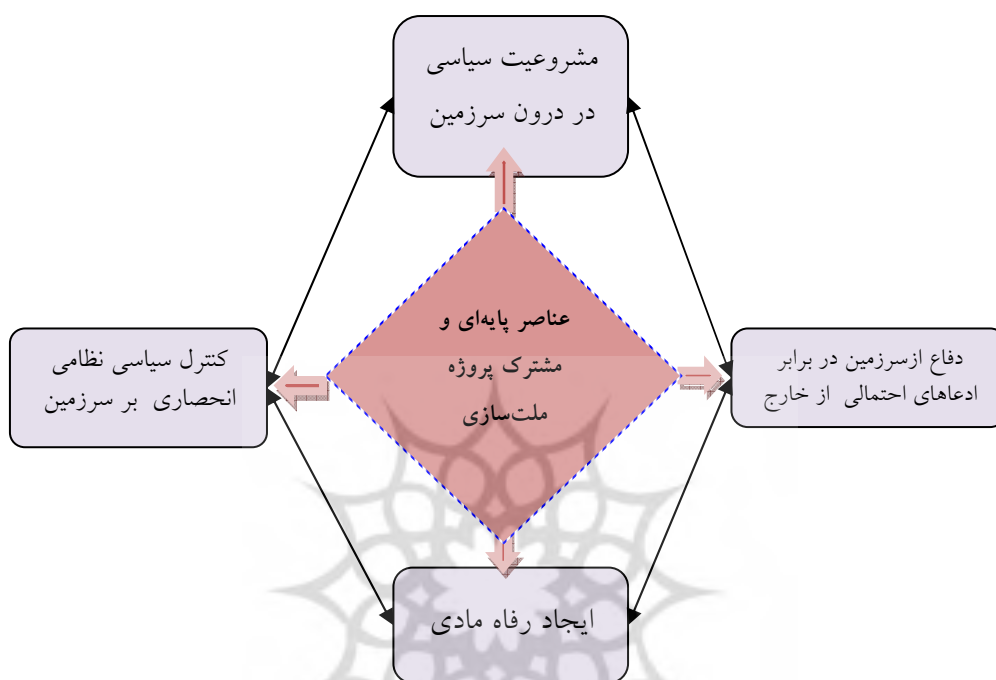 مشروعیت سیاسی
در درون سرزمین
عناصر پایه‌ای و
مشترک پروژه
ملت‌سازی
دفاع ازسرزمین در برابر
ادعاهای احتمالی از خارج
کنترل سیاسی نظامی
انحصاری بر سرزمین
ایجاد رفاه مادی